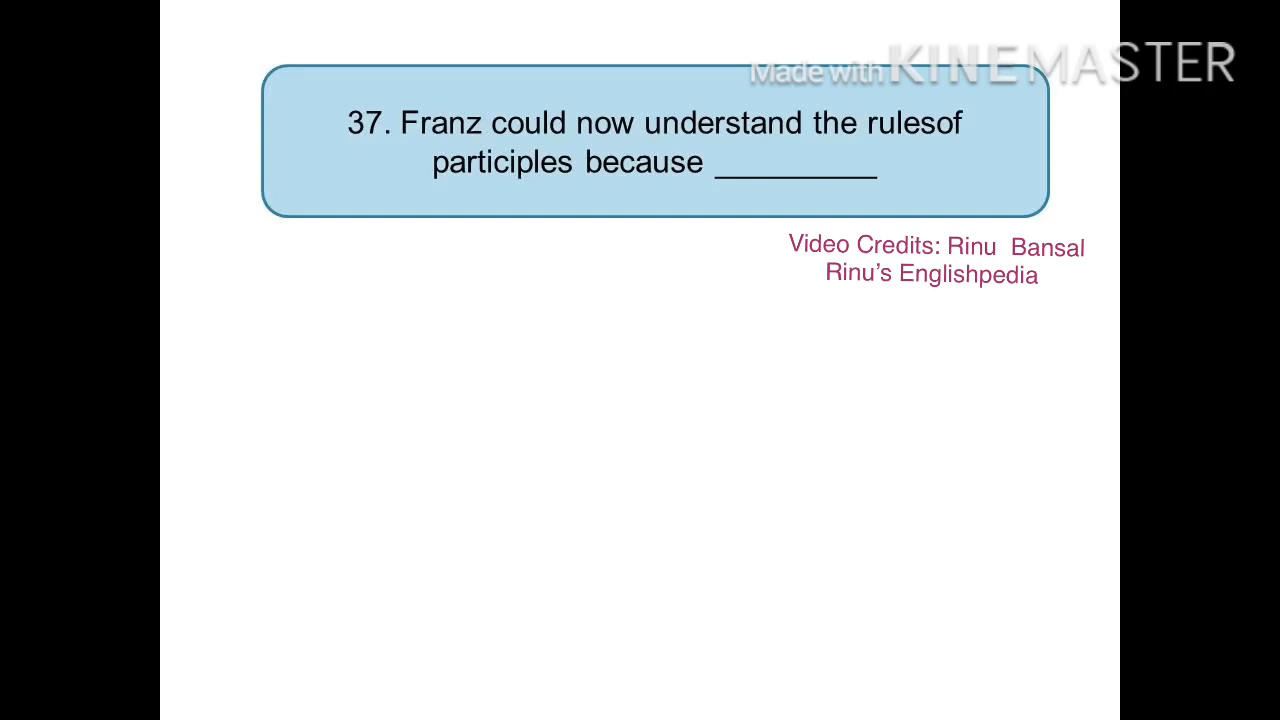 Made with KINEMASTER
37. Franz could now understand the rulesof
participles because __________
Video Credits: Rinu Bansal
Rinu’s Englishpedia